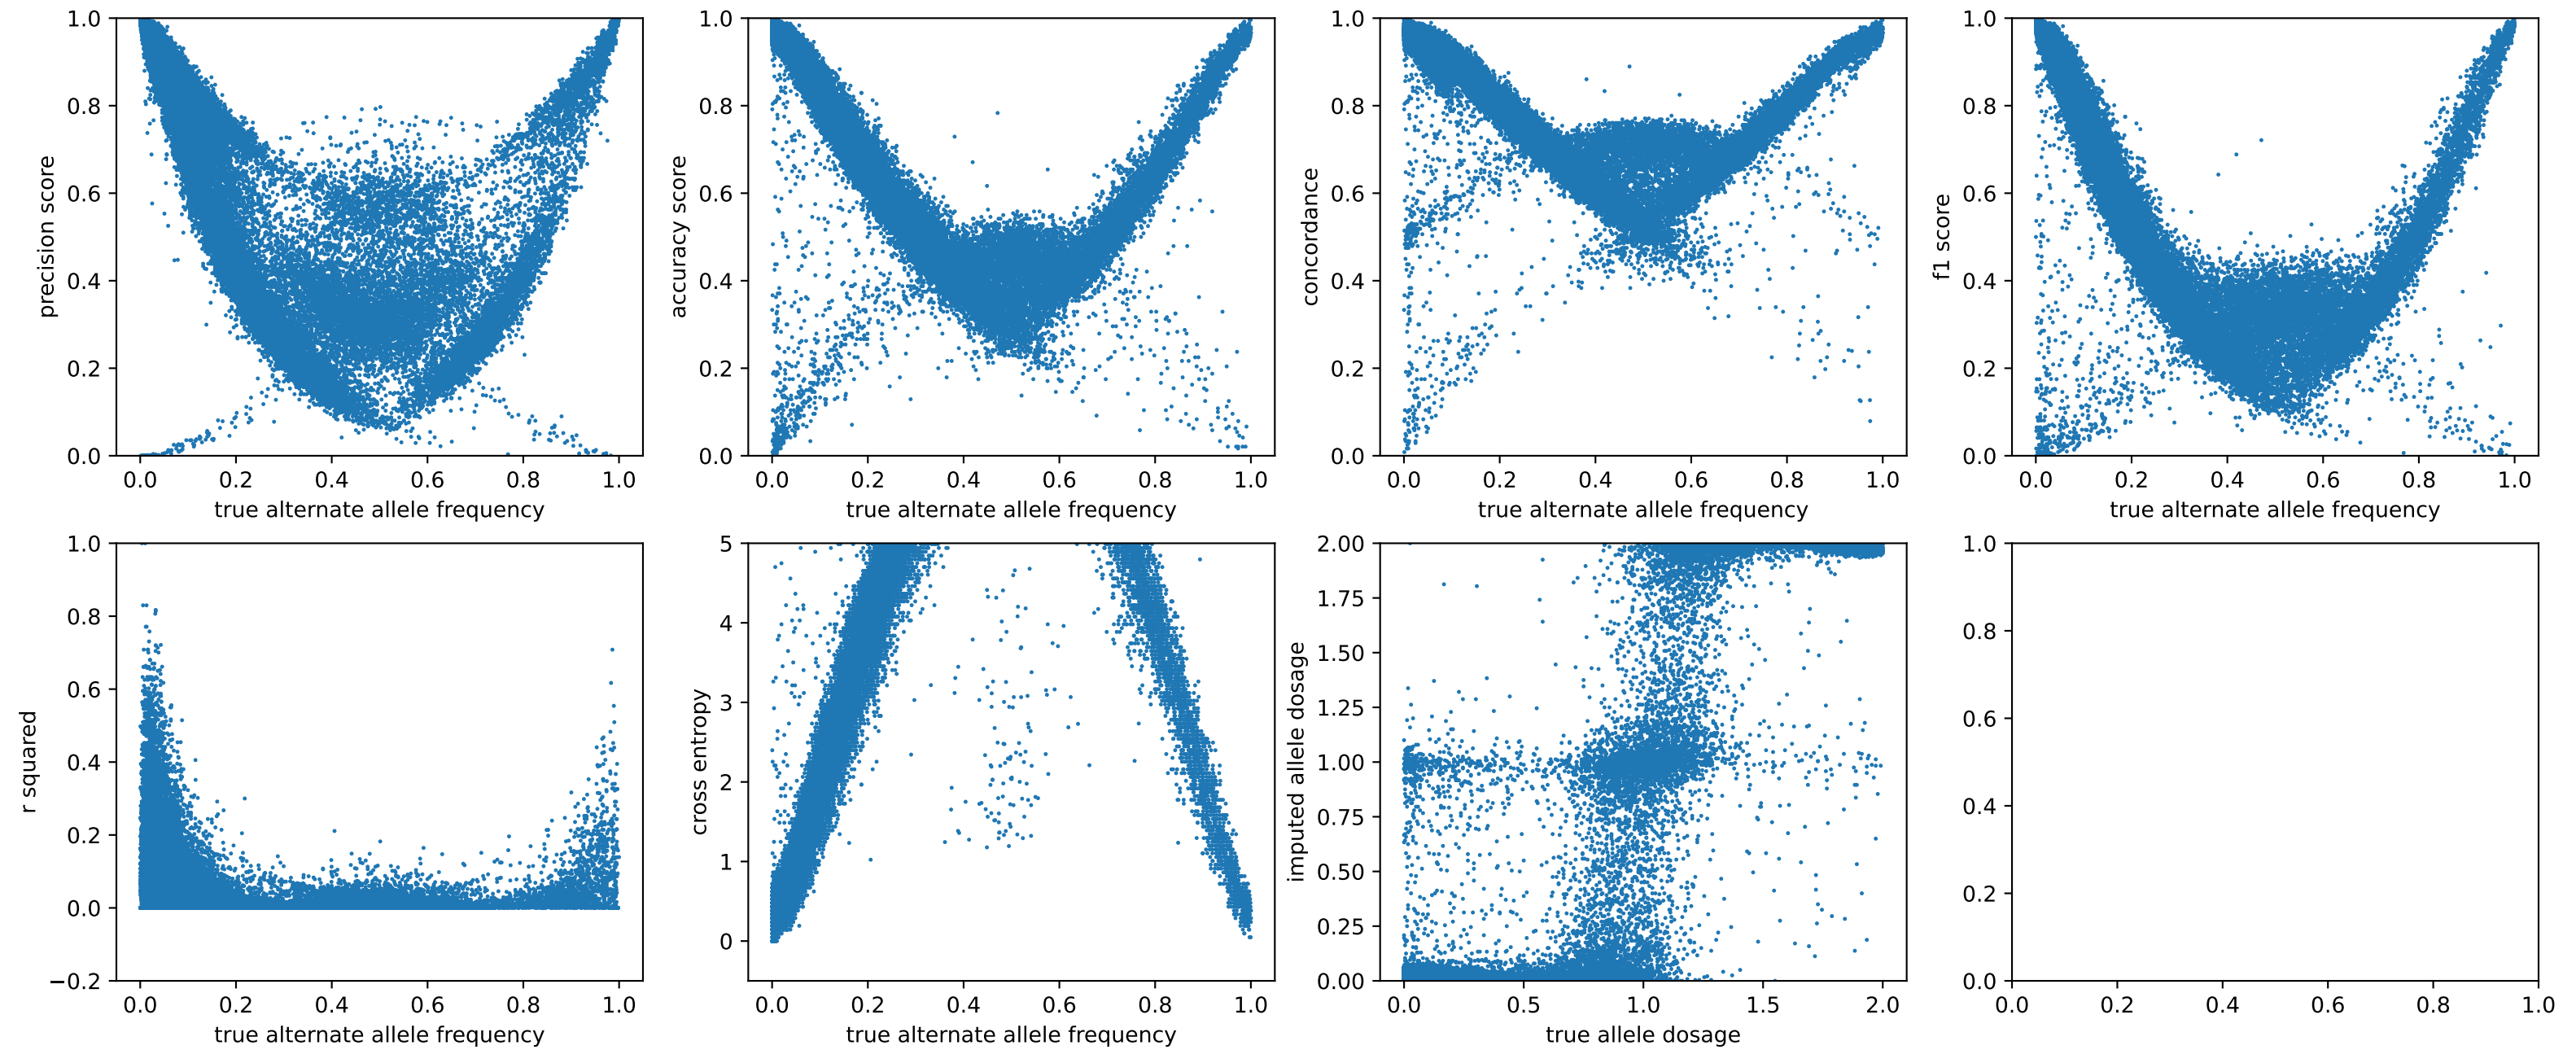 precision score
1.0
0.8
0.6
0.4
0.2
0.0
0.0 0.2 0.4 0.6 0.8 1.0
true alternate allele frequency
accuracy score
1.0
0.8
0.6
0.4
0.2
0.0
0.0 0.2 0.4 0.6 0.8 1.0
true alternate allele frequency
concordance
1.0
0.8
0.6
0.4
0.2
0.0
0.0 0.2 0.4 0.6 0.8 1.0
true alternate allele frequency
f1 score
1.0
0.8
0.6
0.4
0.2
0.0
0.0 0.2 0.4 0.6 0.8 1.0
true alternate allele frequency
r squared
1.0
0.8
0.6
0.4
0.2
0.0
−0.2
0.0 0.2 0.4 0.6 0.8 1.0
true alternate allele frequency
cross entropy
5
4
3
2
1
0
0.0 0.2 0.4 0.6 0.8 1.0
true alternate allele frequency
imputed allele dosage
2.00
1.75
1.50
1.25
1.00
0.75
0.50
0.25
0.00
0.0 0.5 1.0 1.5 2.0
true allele dosage
1.0
0.8
0.6
0.4
0.2
0.0
0.0 0.2 0.4 0.6 0.8 1.0